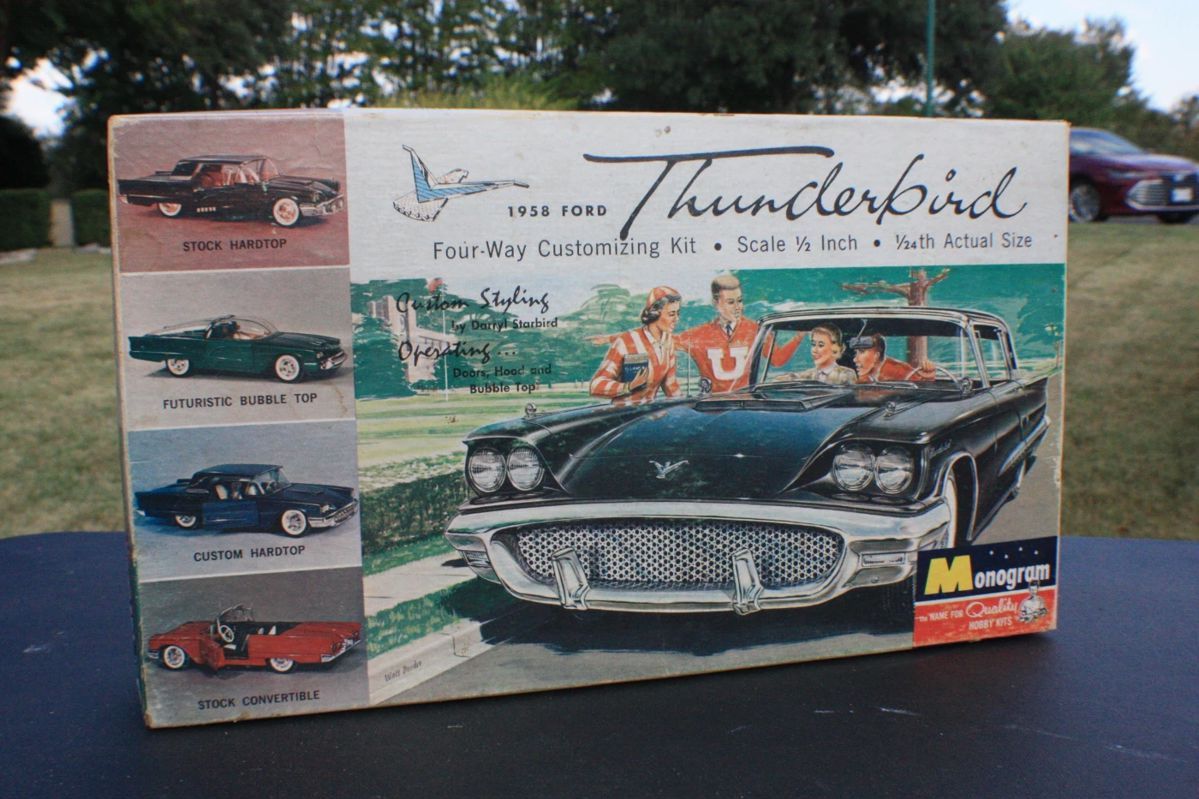 1958 FORD Thunderbird
Four-Way Customizing Kit • Scale ½ Inch • 1/24th Actual Size
STOCK HARDTOP
FUTURISTIC BUBBLE TOP
CUSTOM HARDTOP
STOCK CONVERTIBLE
Custom Styling
by Darryl Starbird
Operating...
Doors, Hood and
Bubble Top
U
Monogram
The NAME FOR Quality
HOBBY KITS